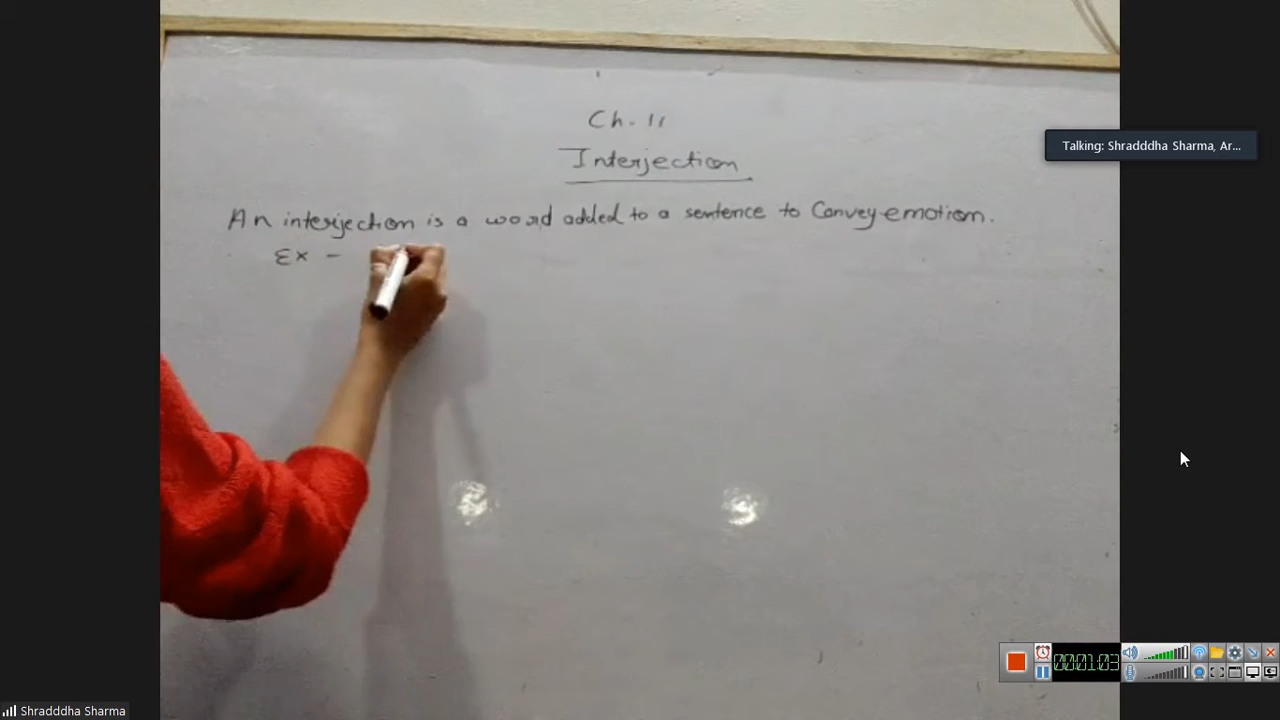 Ch. 11
Interjection
Talking: Shradddha Sharma, Ar...
An interjection is a word added to a sentence to Convey emotion.
Ex -
00:01:03
Shradddha Sharma